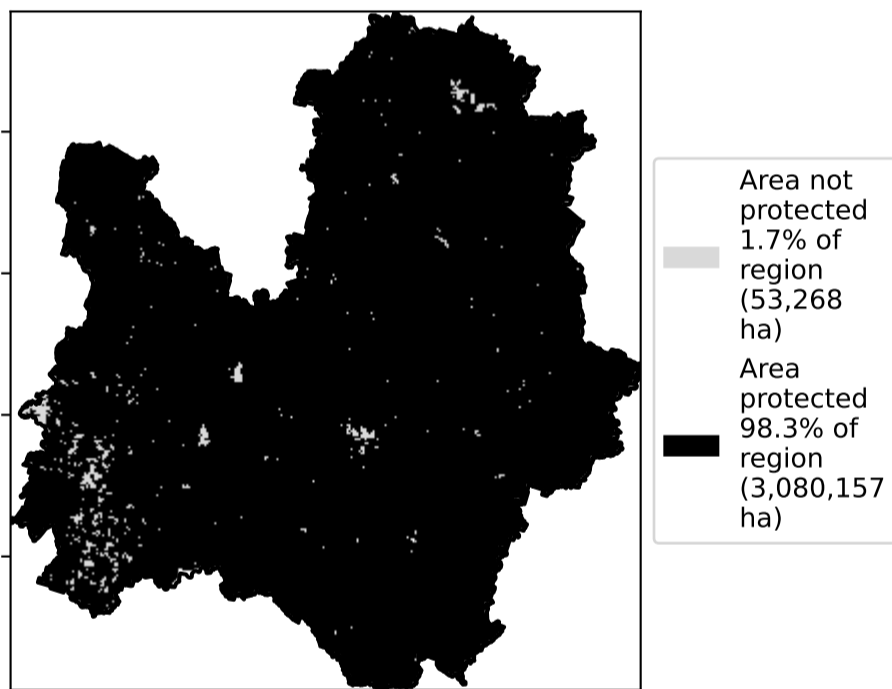 Area not
protected
1.7% of
region
(53,268
ha)
Area
protected
98.3% of
region
(3,080,157
ha)